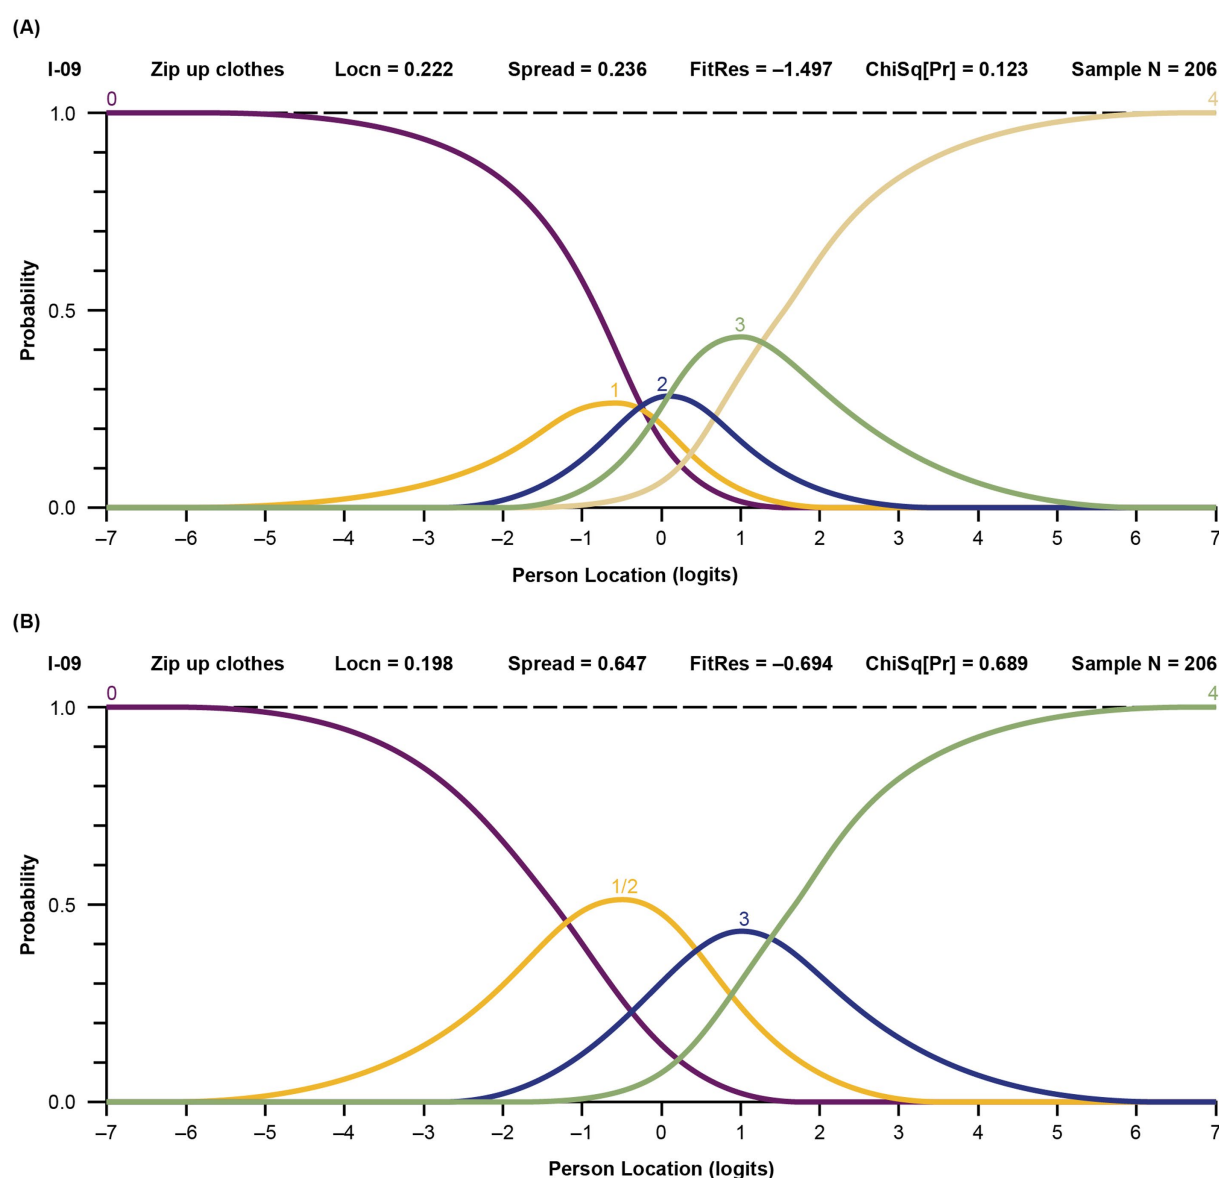 (A)
I-09 Zip up clothes Locn = 0.222 Spread = 0.236 FitRes = –1.497 ChiSq[Pr] = 0.123 Sample N = 206
0 4
1.0
3
Probability
0.5
1 2
0.0
–7 –6 –5 –4 –3 –2 –1 0 1 2 3 4 5 6 7
Person Location (logits)
(B)
I-09 Zip up clothes Locn = 0.198 Spread = 0.647 FitRes = –0.694 ChiSq[Pr] = 0.689 Sample N = 206
0 4
1.0
Probability
1/2
0.5
3
0.0
–7 –6 –5 –4 –3 –2 –1 0 1 2 3 4 5 6 7
Person Location (logits)